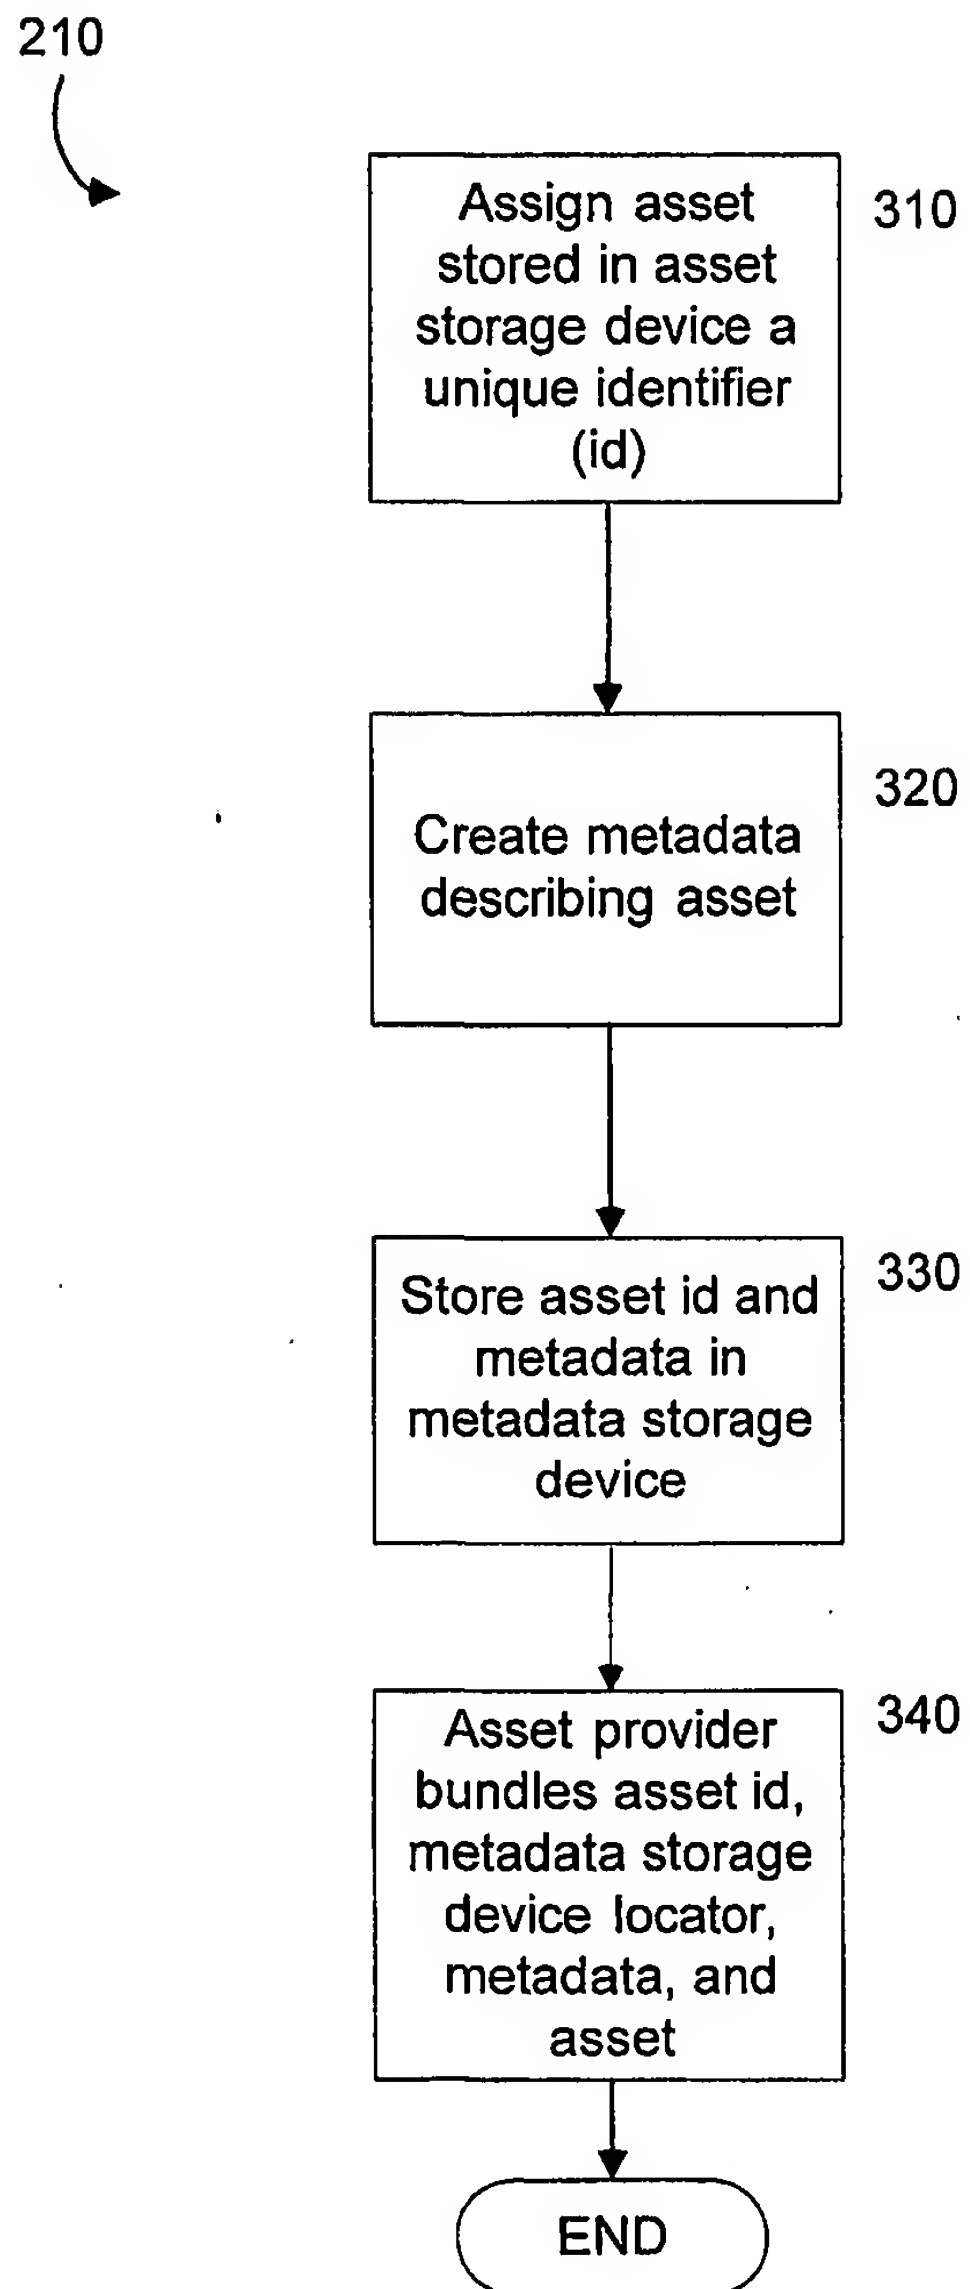 210
Assign asset
stored in asset
storage device a
unique identifier
(id)
310
Create metadata
describing asset
320
Store asset id and
metadata in
metadata storage
device
330
Asset provider
bundles asset id,
metadata storage
device locator,
metadata, and
asset
340
END